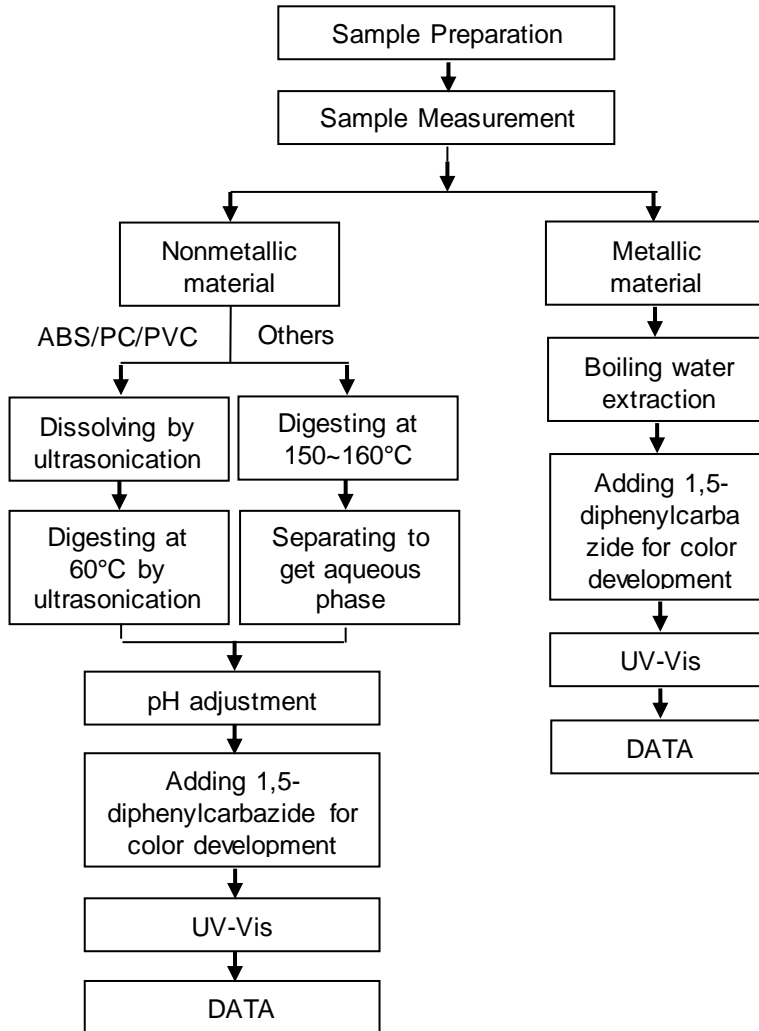 Sample Preparation
Sample Measurement
Nonmetallic
material
ABS/PC/PVC
Others
Dissolving by
ultrasonication
Digesting at
150~160°C
Digesting at
60°C by
ultrasonication
Separating to
get aqueous
phase
pH adjustment
Adding 1,5-
diphenylcarbazide for
color development
UV-Vis
DATA
Metallic
material
Boiling water
extraction
Adding 1,5-
diphenylcarba
zide for color
development
UV-Vis
DATA